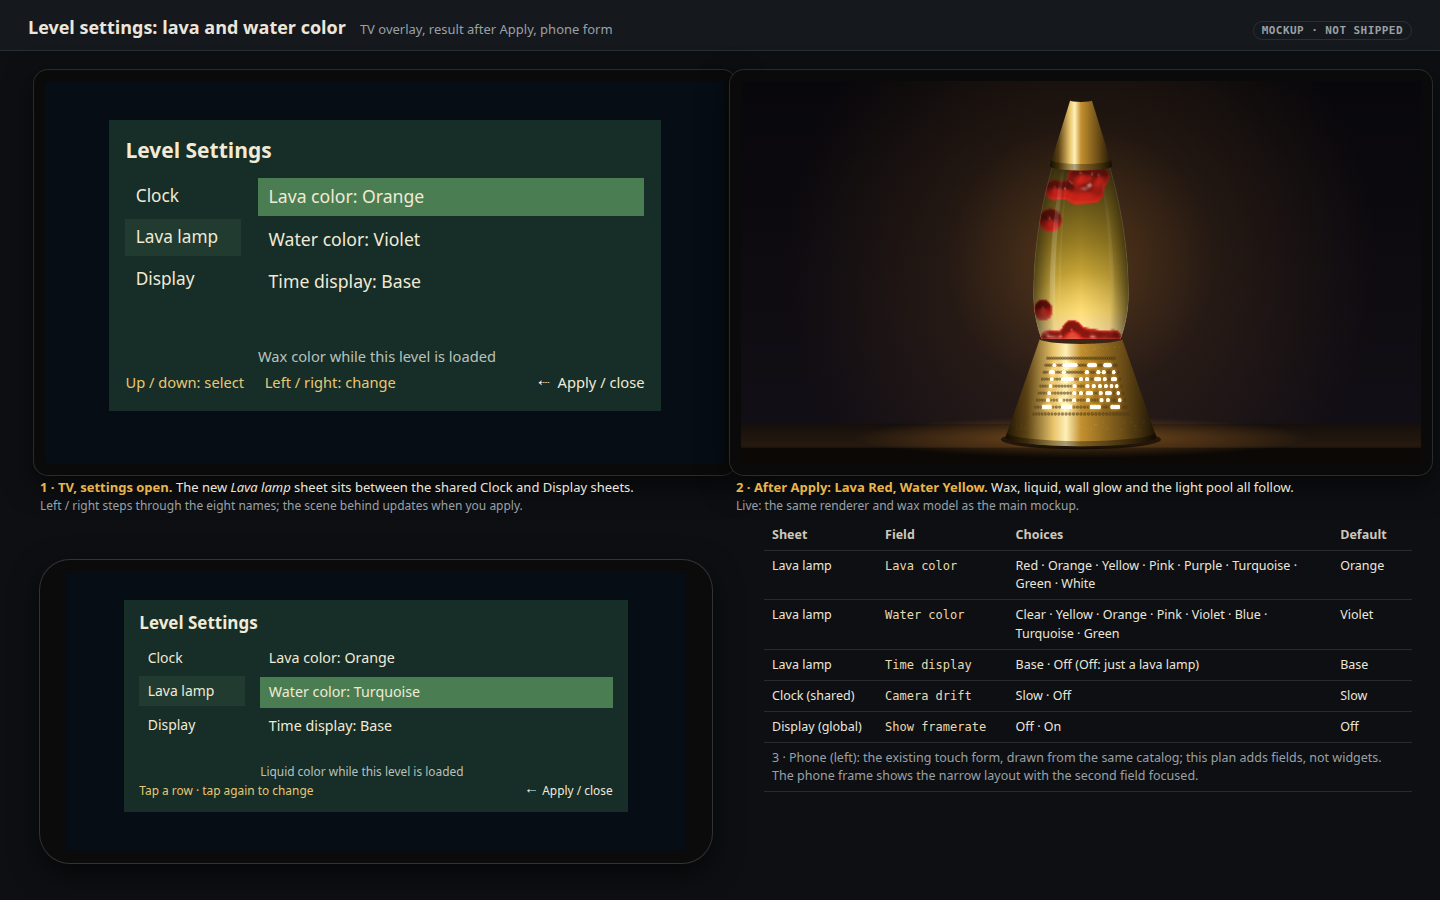 Level settings: lava and water color TV overlay, result after Apply, phone form
MOCKUP · NOT SHIPPED
Level Settings
Clock
Lava lamp
Display
Lava color: Orange
Water color: Violet
Time display: Base
Wax color while this level is loaded
Up / down: select Left / right: change ← Apply / close
1 · TV, settings open. The new Lava lamp sheet sits between the shared Clock and Display sheets.
Left / right steps through the eight names; the scene behind updates when you apply.
2 · After Apply: Lava Red, Water Yellow. Wax, liquid, wall glow and the light pool all follow.
Live: the same renderer and wax model as the main mockup.
Level Settings
Clock
Lava lamp
Display
Lava color: Orange
Water color: Turquoise
Time display: Base
Liquid color while this level is loaded
Tap a row · tap again to change ← Apply / close
Sheet Field Choices Default
Lava lamp Lava color Red · Orange · Yellow · Pink · Purple · Turquoise · Orange
Green · White
Lava lamp Water color Clear · Yellow · Orange · Pink · Violet · Blue · Violet
Turquoise · Green
Lava lamp Time display Base · Off (Off: just a lava lamp) Base
Clock (shared) Camera drift Slow · Off Slow
Display (global) Show framerate Off · On Off
3 · Phone (left): the existing touch form, drawn from the same catalog; this plan adds fields, not widgets.
The phone frame shows the narrow layout with the second field focused.